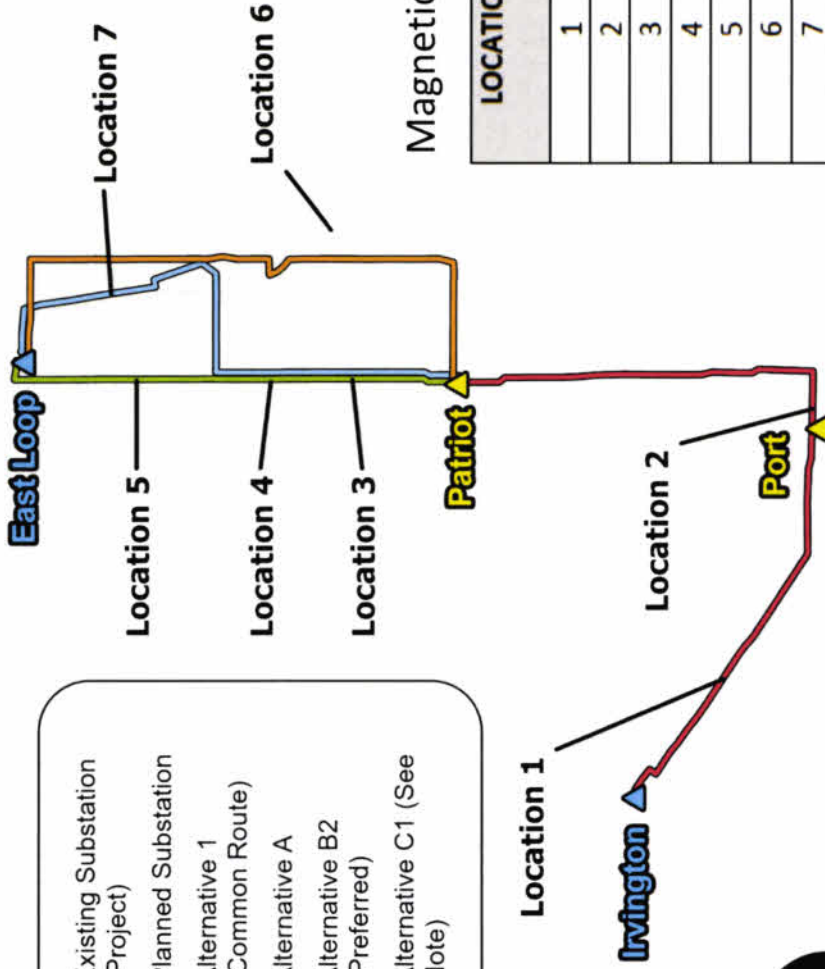 East Loop
Location 7
Location 6
Location 5
Location 4
Location 3
Patriot
Location 2
Port
Location 1
Irvington
xisting Substation
Project)
lanned Substation
lternative 1
Common Route)
lternative A
lternative B2
Preferred)
lternative C1 (See
lote)
Magnetic
LOCATIO
1
2
3
4
5
6
7